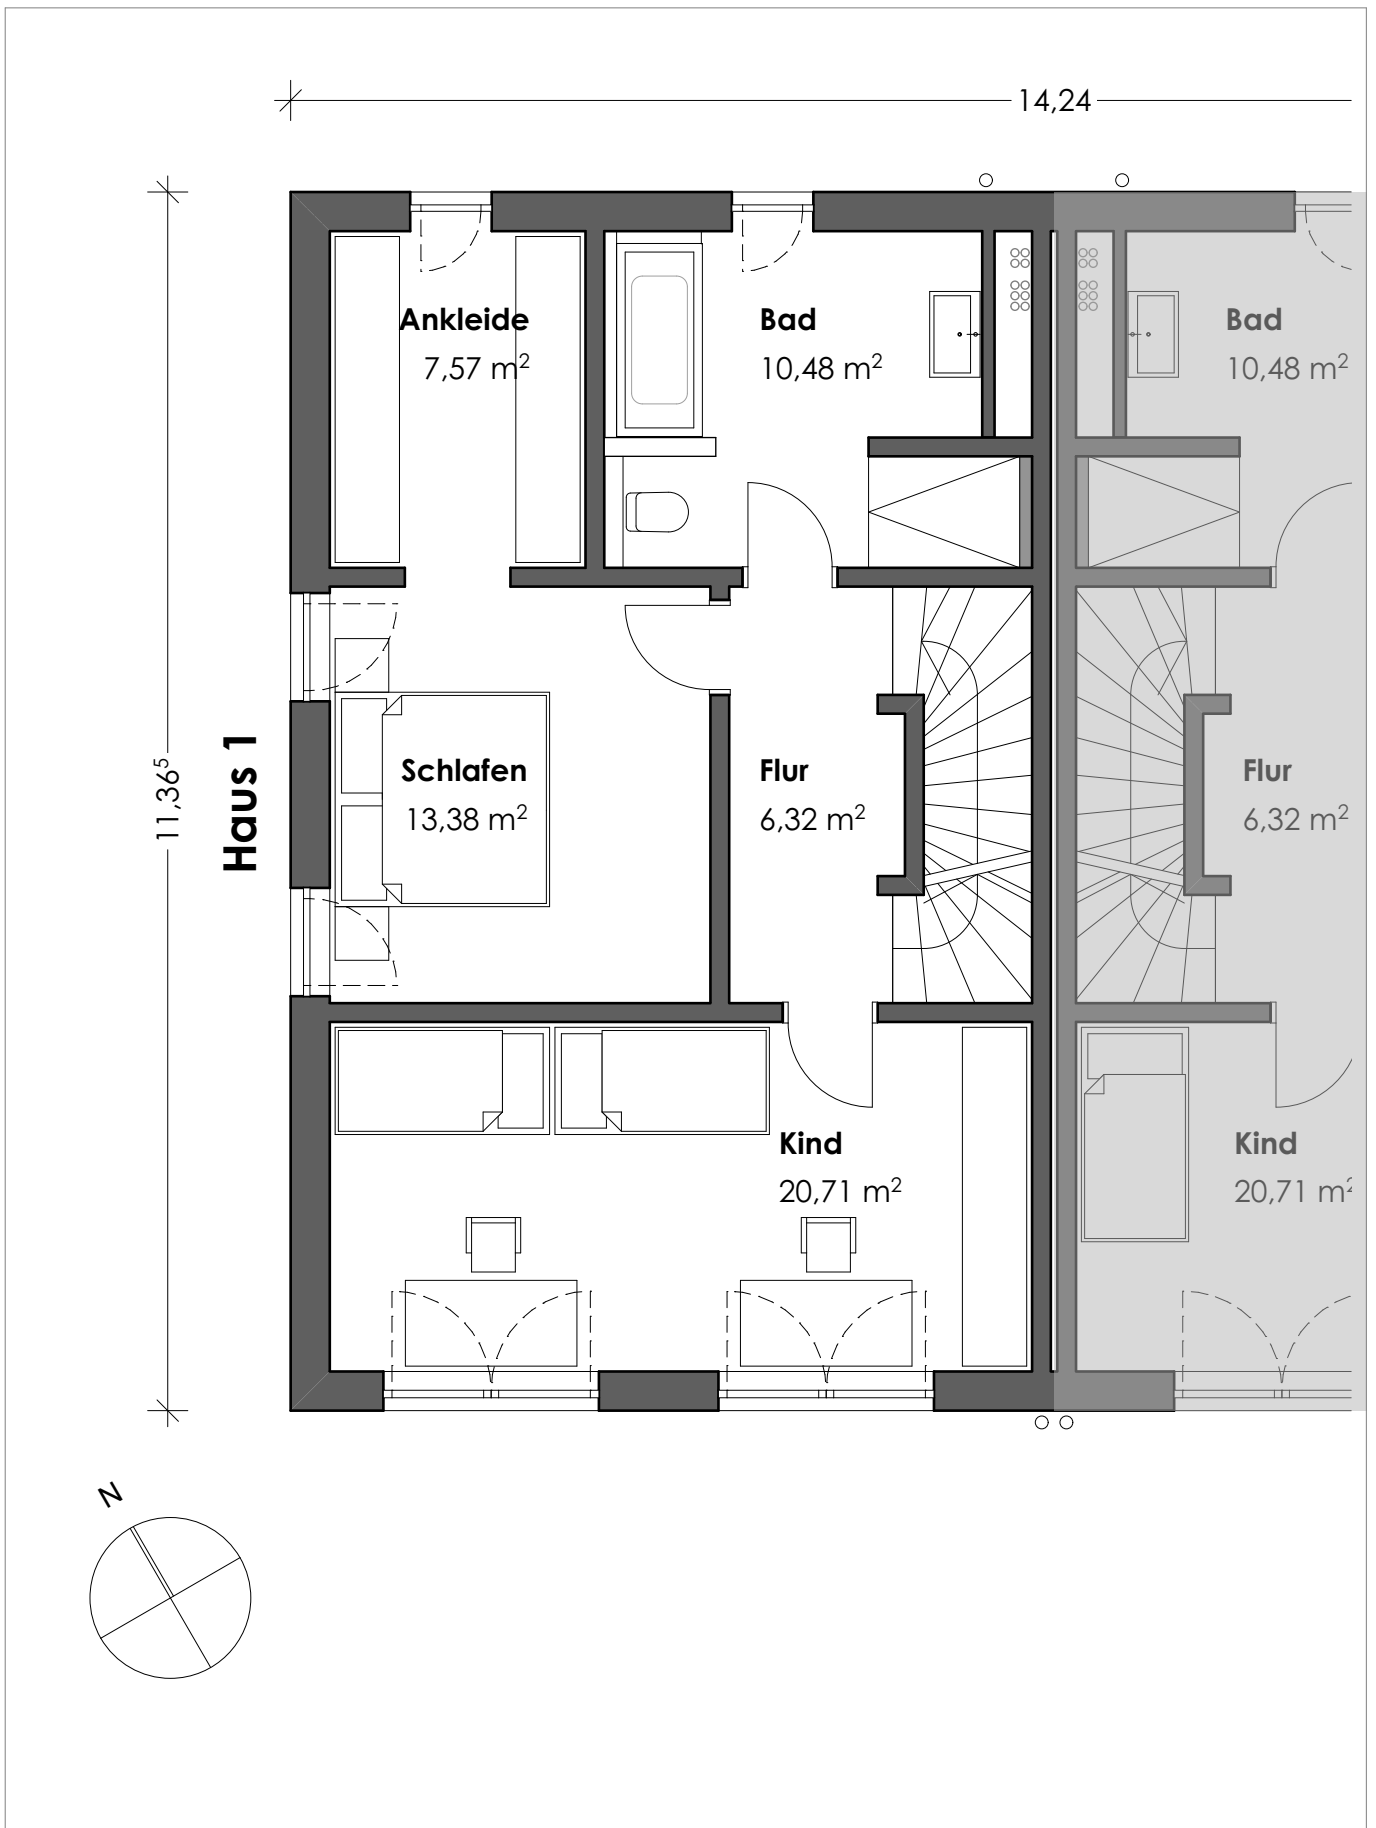 14,24
Ankleide
7,57 m²
Bad
10,48 m²
Bad
10,48 m²
11,36⁵
Haus 1
Schlafen
13,38 m²
Flur
6,32 m²
Flur
6,32 m²
Kind
20,71 m²
Kind
20,71 m²
N